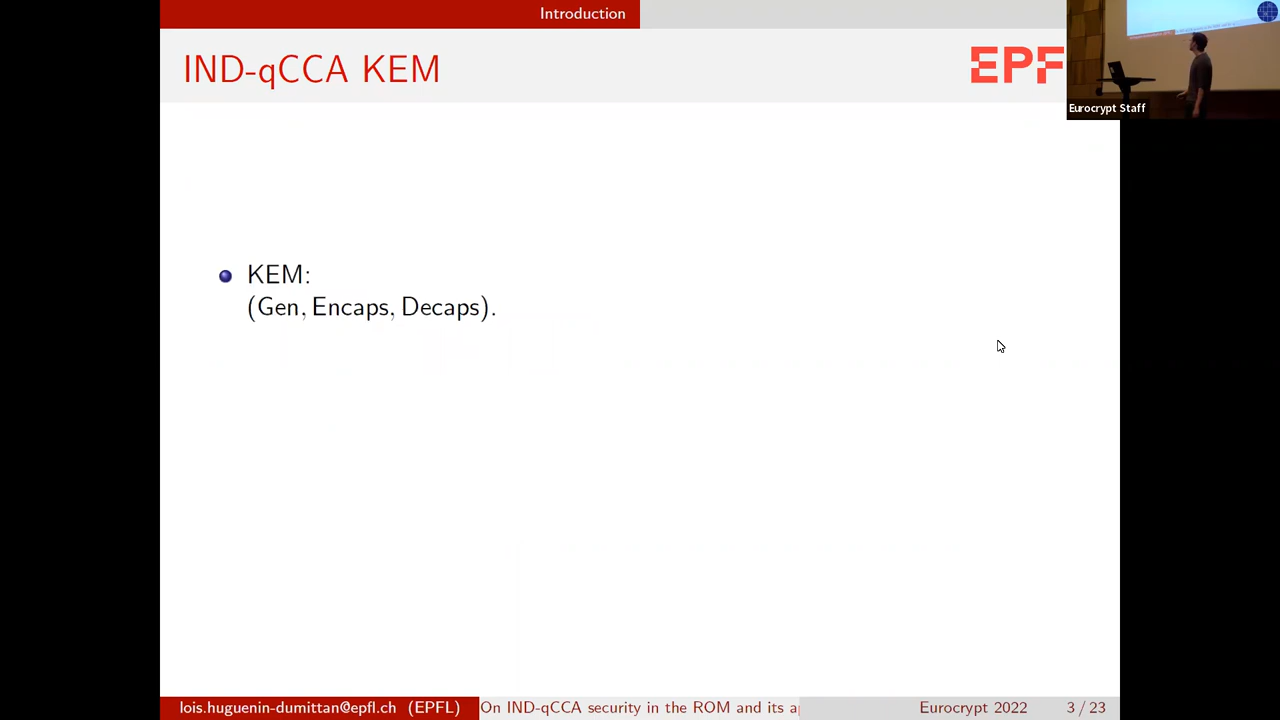 Introduction
IND-qCCA KEM
EPF
Eurocrypt Staff
KEM:
(Gen, Encaps, Decaps).
lois.huguenin-dumittan@epfl.ch (EPFL)
On IND-qCCA security in the ROM and its a
Eurocrypt 2022
3 / 23